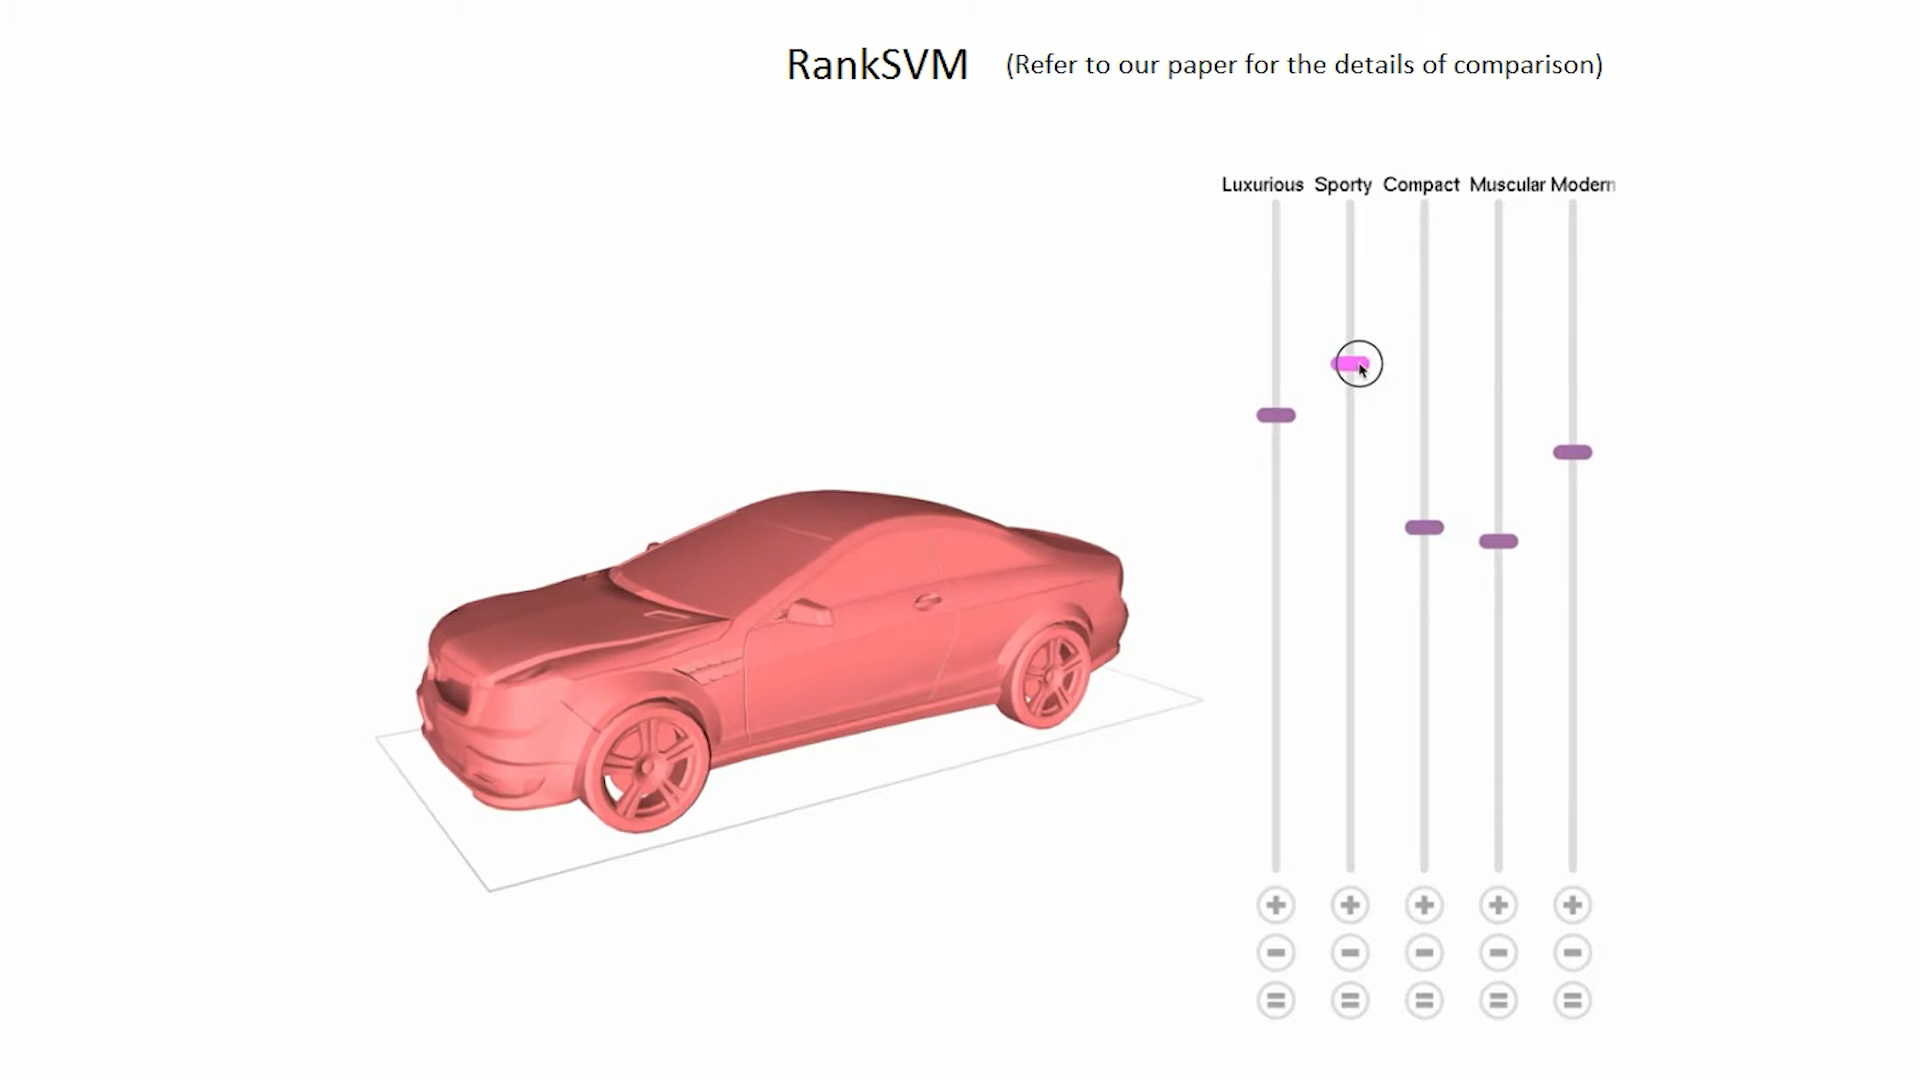 RankSVM (Refer to our paper for the details of comparison)
Luxurious Sporty Compact Muscular Modern